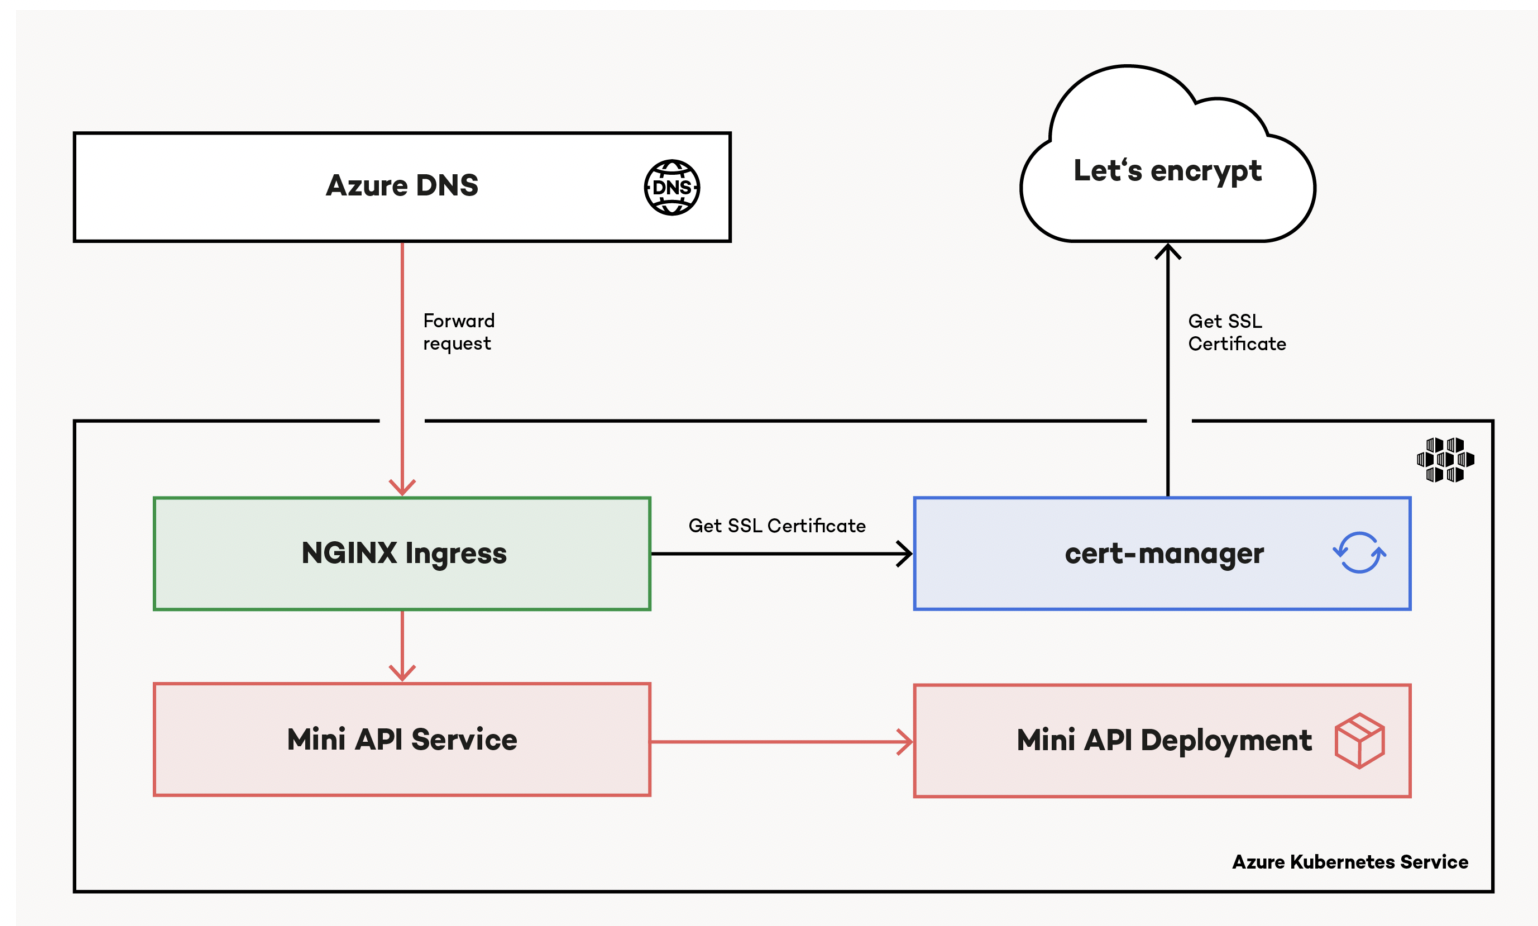 Azure DNS
DNS
Let‘s encrypt
Forward
request
Get SSL
Certificate
NGINX Ingress
Get SSL Certificate
cert-manager
Mini API Service
Mini API Deployment
Azure Kubernetes Service